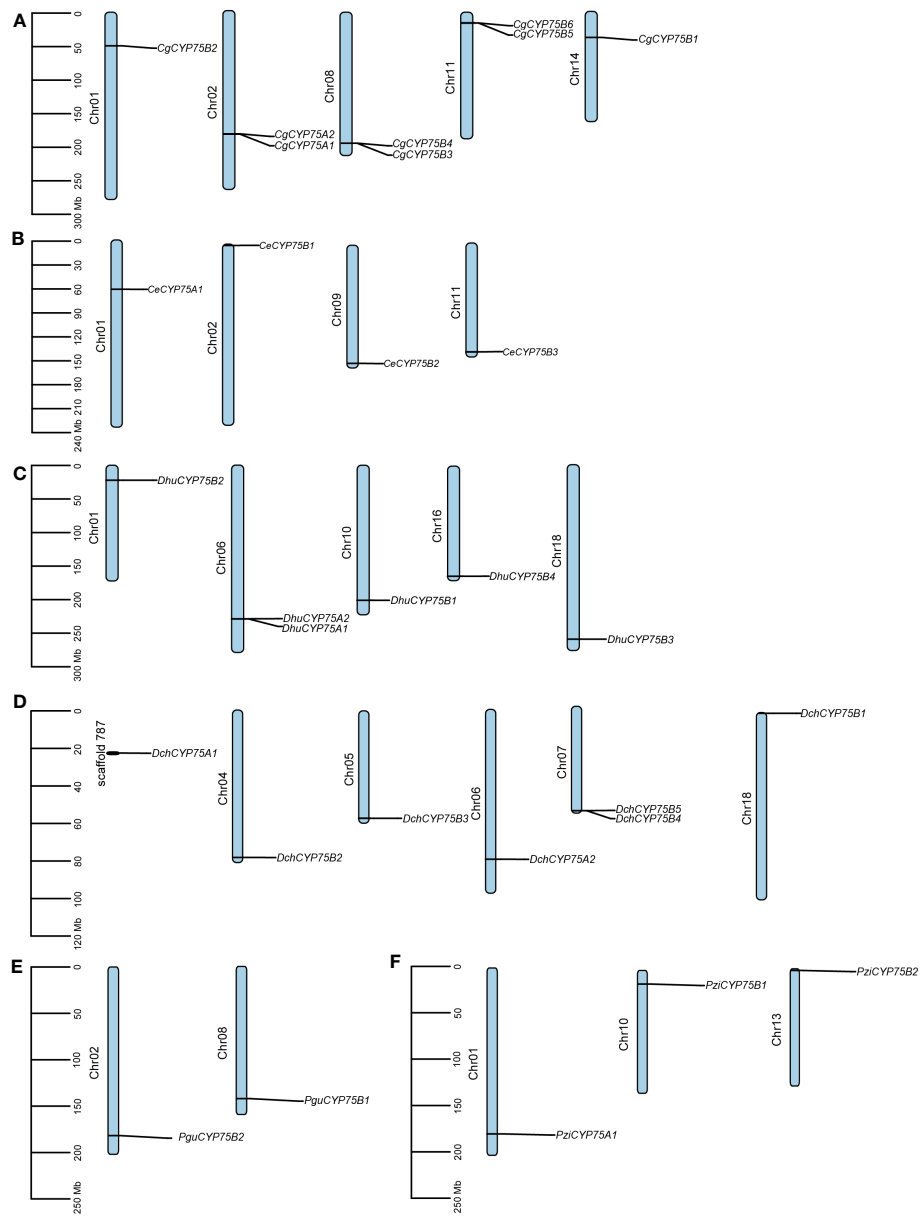 A
0
50
100
150
200
250
300 Mb
Chr01
CgCYP75B2
Chr02
CgCYP75A2
CgCYP75A1
Chr08
CgCYP75B4
CgCYP75B3
Chr11
CgCYP75B6
CgCYP75B5
Chr14
CgCYP75B1
B
0
30
60
90
120
150
180
210
240 Mb
Chr01
CeCYP75A1
Chr02
CeCYP75B1
Chr09
CeCYP75B2
Chr11
CeCYP75B3
C
0
50
100
150
200
250
300 Mb
Chr01
DhuCYP75B2
Chr06
DhuCYP75A2
DhuCYP75A1
Chr10
DhuCYP75B1
Chr16
DhuCYP75B4
Chr18
DhuCYP75B3
D
0
20
40
60
80
100
120 Mb
scaffold 787
DchCYP75A1
Chr04
DchCYP75B2
Chr05
DchCYP75B3
Chr06
DchCYP75A2
Chr07
DchCYP75B5
DchCYP75B4
Chr18
DchCYP75B1
E
0
50
100
150
200
250 Mb
Chr02
PguCYP75B2
Chr08
PguCYP75B1
F
0
50
100
150
200
250 Mb
Chr01
PziCYP75A1
Chr10
PziCYP75B1
Chr13
PziCYP75B2